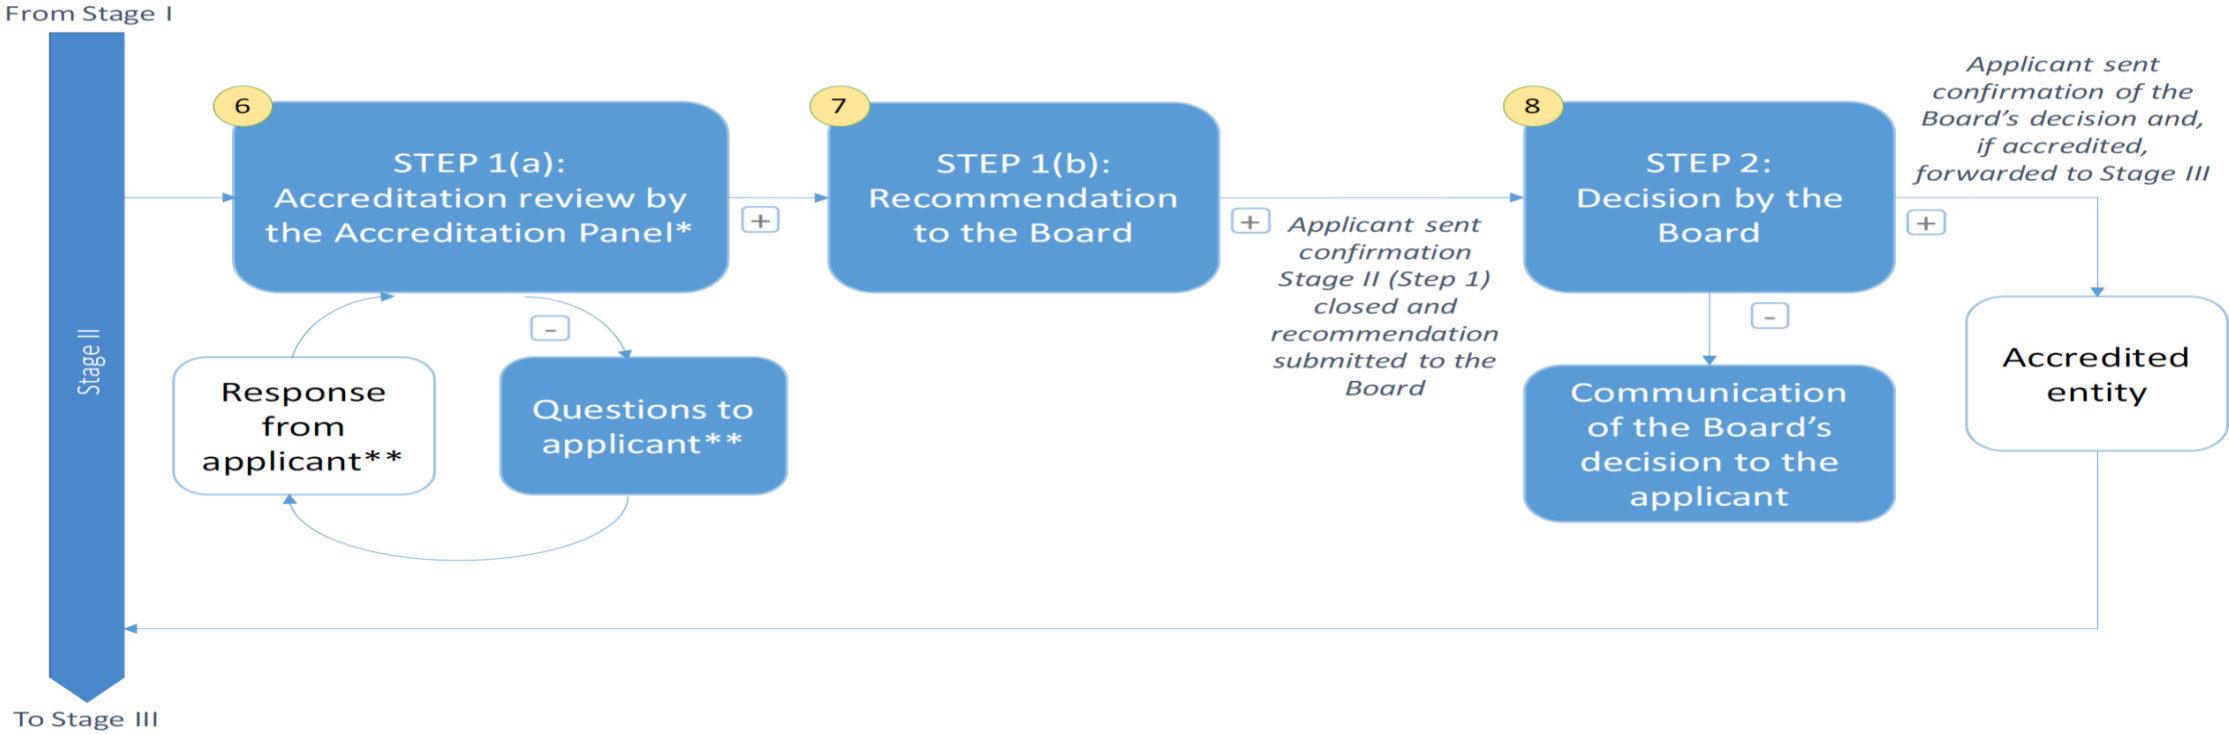 From Stage I
Stage II
6
STEP 1(a):
Accreditation review by
the Accreditation Panel*
+
-
Response
from
applicant**
Questions to
applicant**
7
STEP 1(b):
Recommendation
to the Board
+
Applicant sent
confirmation
Stage II (Step 1)
closed and
recommendation
submitted to the
Board
8
STEP 2:
Decision by the
Board
-
Communication
of the Board’s
decision to the
applicant
+
Applicant sent
confirmation of the
Board’s decision and,
if accredited,
forwarded to Stage III
Accredited
entity
To Stage III